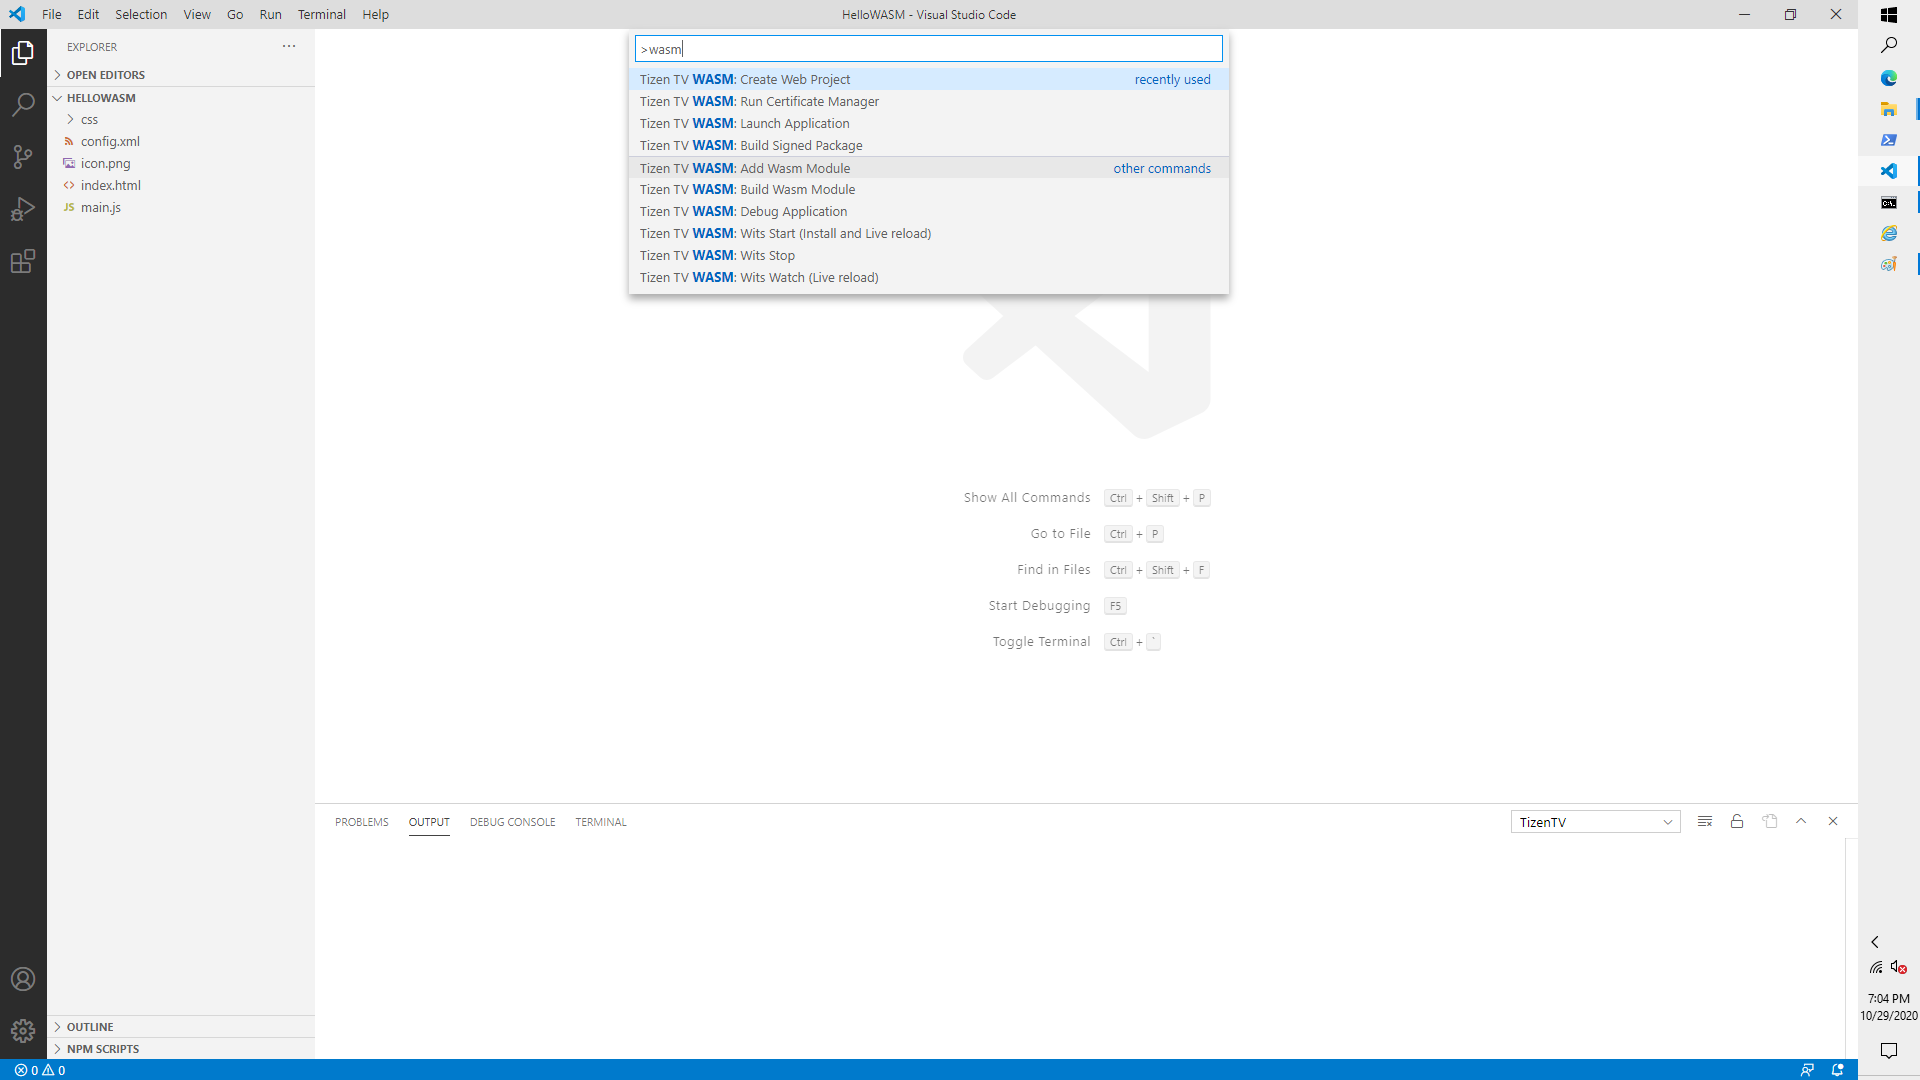 File Edit Selection View Go Run Terminal Help
HelloWASM - Visual Studio Code
EXPLORER
OPEN EDITORS
HELLOWASM
css
config.xml
icon.png
index.html
JS main.js
>wasm
Tizen TV WASM: Create Web Project recently used
Tizen TV WASM: Run Certificate Manager
Tizen TV WASM: Launch Application
Tizen TV WASM: Build Signed Package
Tizen TV WASM: Add Wasm Module other commands
Tizen TV WASM: Build Wasm Module
Tizen TV WASM: Debug Application
Tizen TV WASM: Wits Start (Install and Live reload)
Tizen TV WASM: Wits Stop
Tizen TV WASM: Wits Watch (Live reload)
Show All Commands Ctrl + Shift + P
Go to File Ctrl + P
Find in Files Ctrl + Shift + F
Start Debugging F5
Toggle Terminal Ctrl + `
PROBLEMS OUTPUT DEBUG CONSOLE TERMINAL
TizenTV
OUTLINE
NPM SCRIPTS
0 0
7:04 PM
10/29/2020